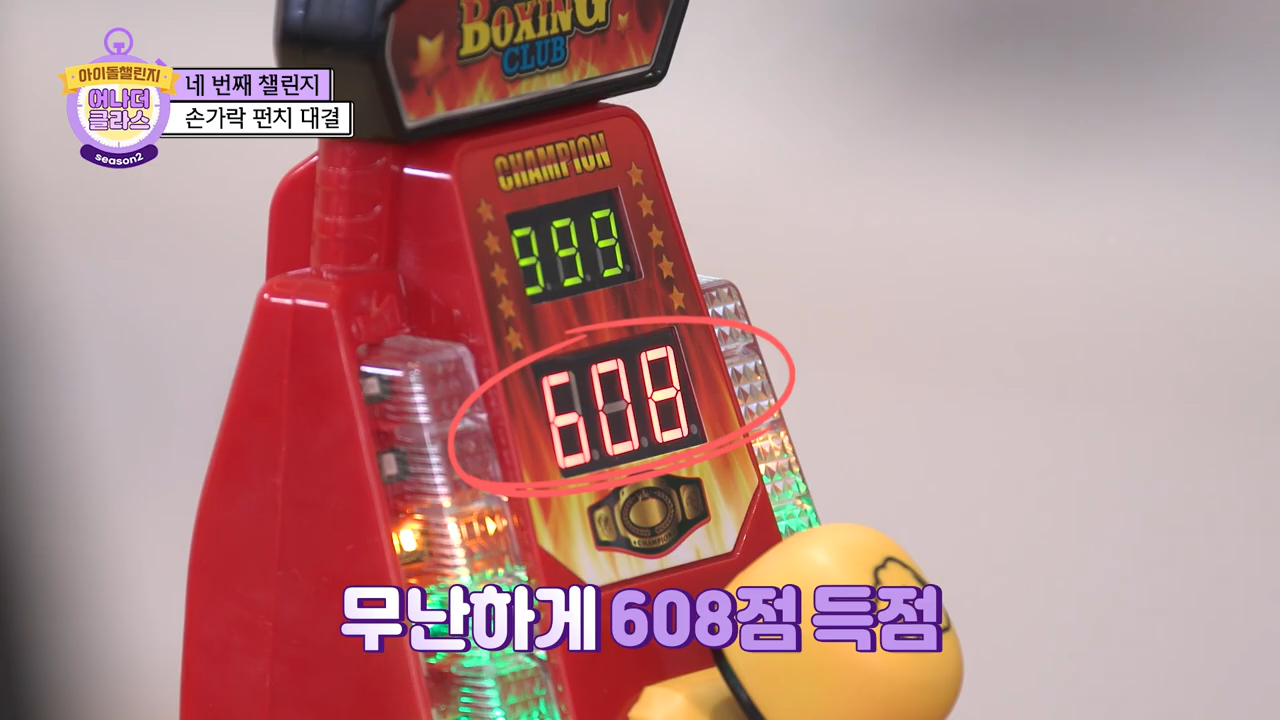 아이돌챌린지
어나더
클라스
season2
네 번째 챌린지
손가락 펀치 대결
BOXING
CLUB
CHAMPION
999
608
CHAMPION
무난하게 608점 득점